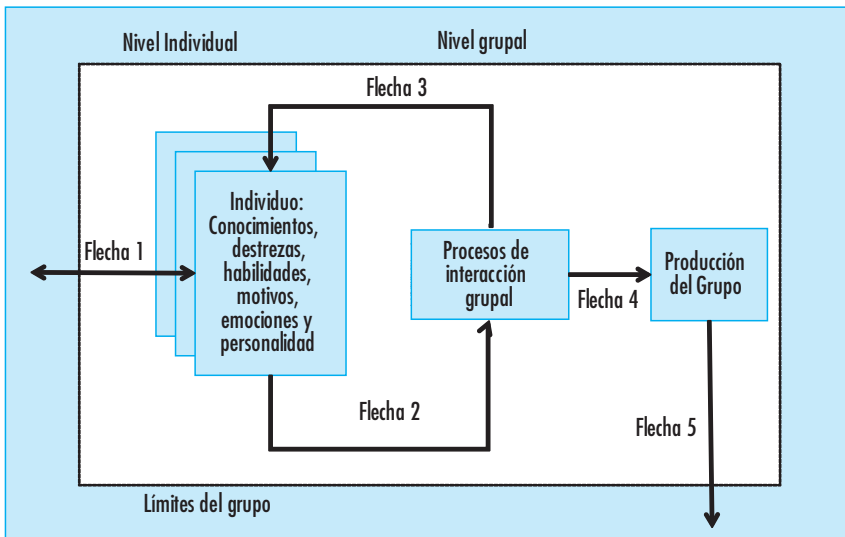 Nivel Individual
Nivel grupal
Flecha 3
Individuo:
Conocimientos,
destrezas,
habilidades,
motivos,
emociones y
personalidad
Flecha 1
Procesos de
interacción
grupal
Flecha 4
Producción
del Grupo
Flecha 2
Flecha 5
Límites del grupo